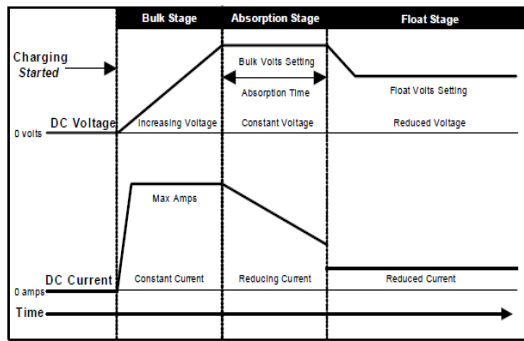 Bulk Stage
Absorption Stage
Float Stage
Charging
Started
Bulk Volts Setting
Absorption Time
Float Volts Setting
DC Voltage
Increasing Voltage
Constant Voltage
Reduced Voltage
0 volts
Max Amps
DC Current
Constant Current
Reducing Current
Reduced Current
0 amps
Time